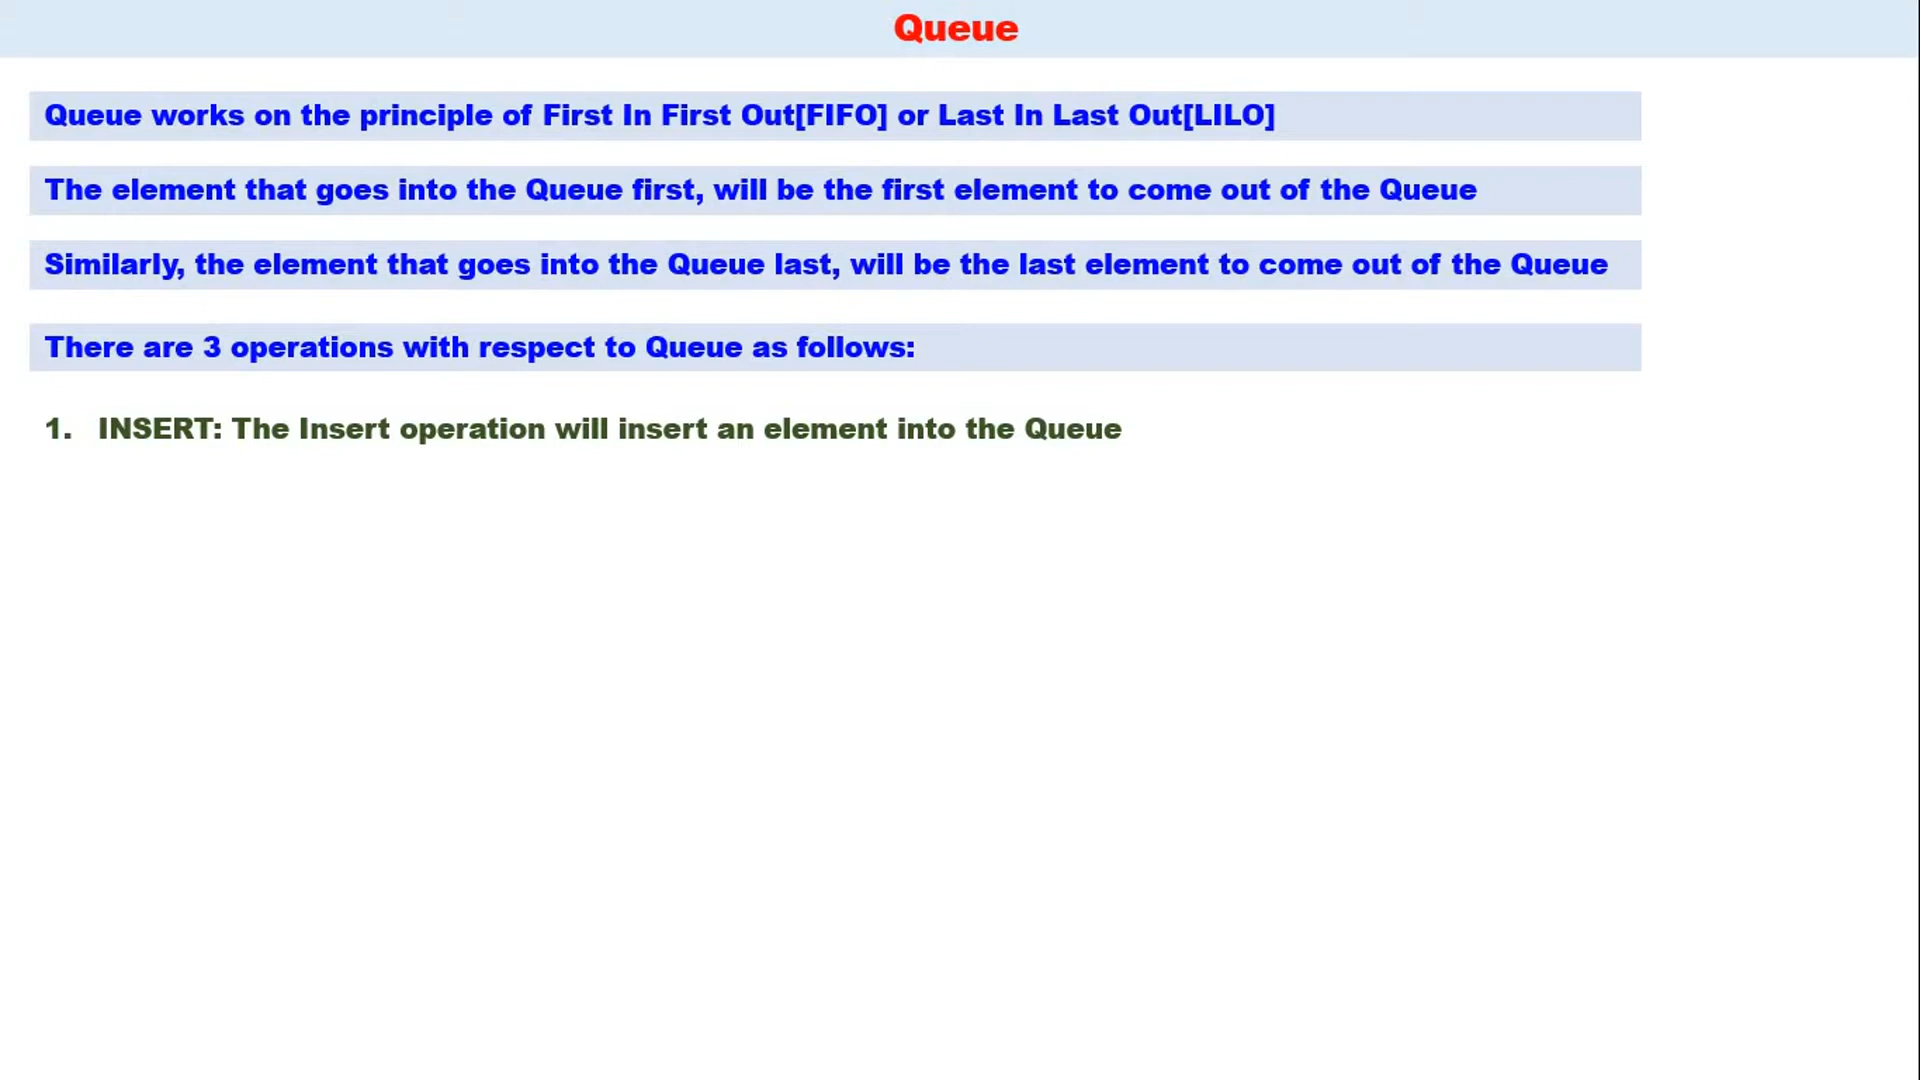 Queue
Queue works on the principle of First In First Out[FIFO] or Last In Last Out[LILO]
The element that goes into the Queue first, will be the first element to come out of the Queue
Similarly, the element that goes into the Queue last, will be the last element to come out of the Queue
There are 3 operations with respect to Queue as follows:
1. INSERT: The Insert operation will insert an element into the Queue